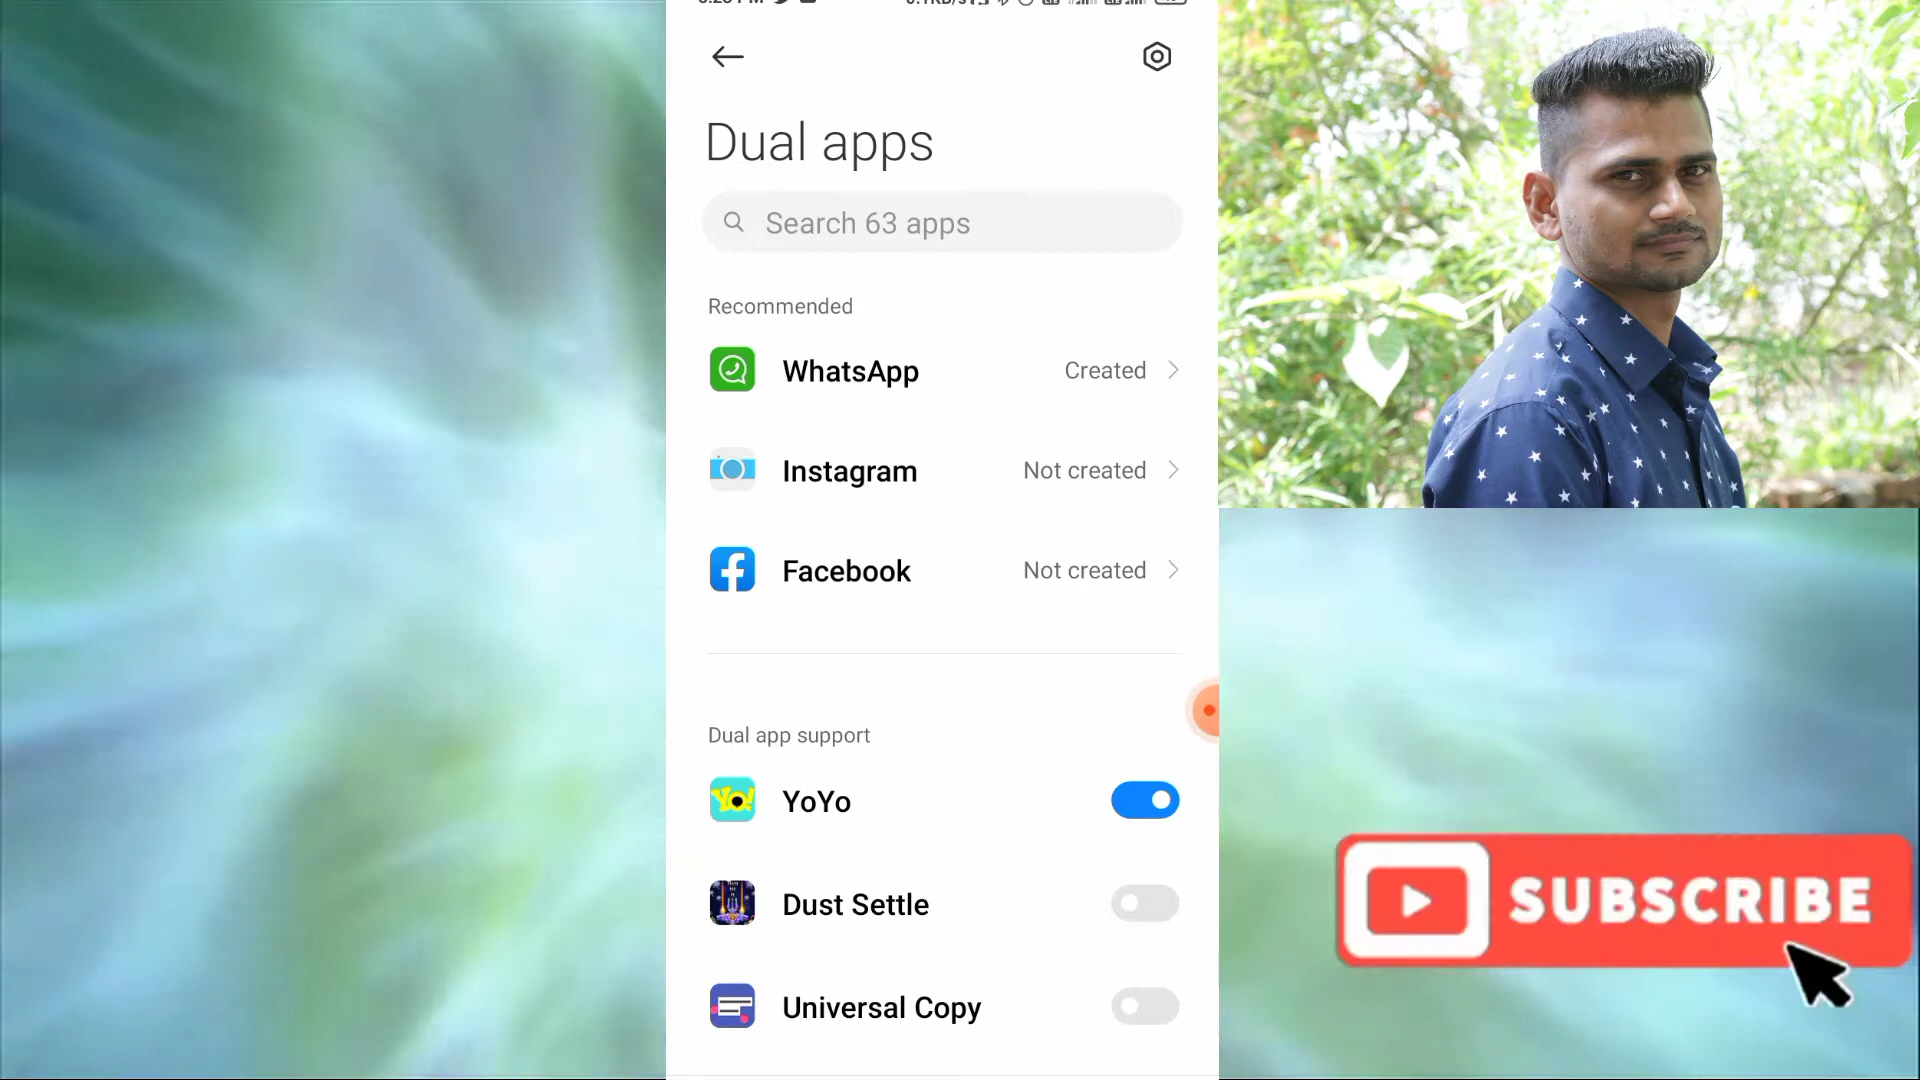 Dual apps
Search 63 apps
Recommended
WhatsApp Created
Instagram Not created
Facebook Not created
Dual app support
YoYo
Dust Settle
Universal Copy
SUBSCRIBE